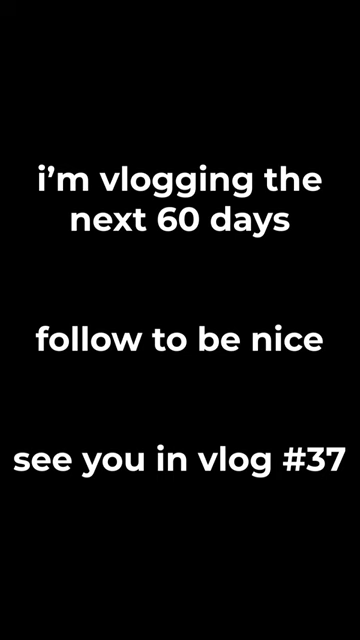 i’m vlogging the
next 60 days
follow to be nice
see you in vlog #37